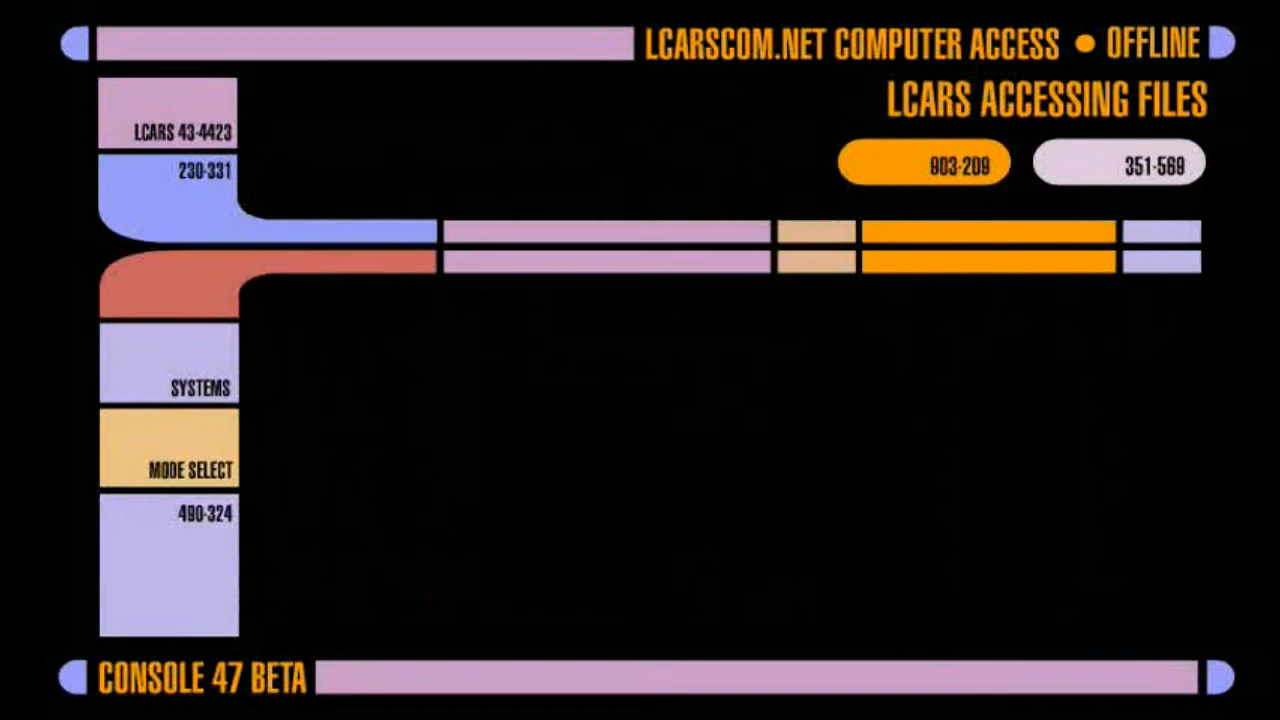 LCARSCOM.NET COMPUTER ACCESS ● OFFLINE
LCARS ACCESSING FILES
LCARS 43-4423
903-209
351-569
230-331
SYSTEMS
MODE SELECT
490-324
CONSOLE 47 BETA